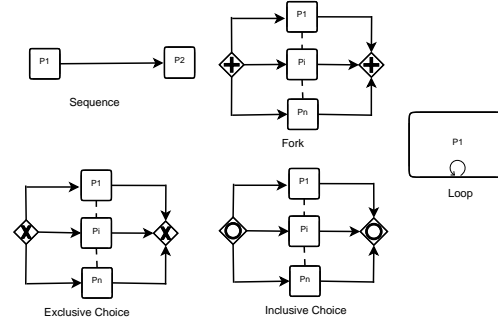 P1
P2
Sequence
P1
Pi
Pn
Fork
P1
Loop
X
X
P1
Pi
Pn
Exclusive Choice
P1
Pi
Pn
Inclusive Choice